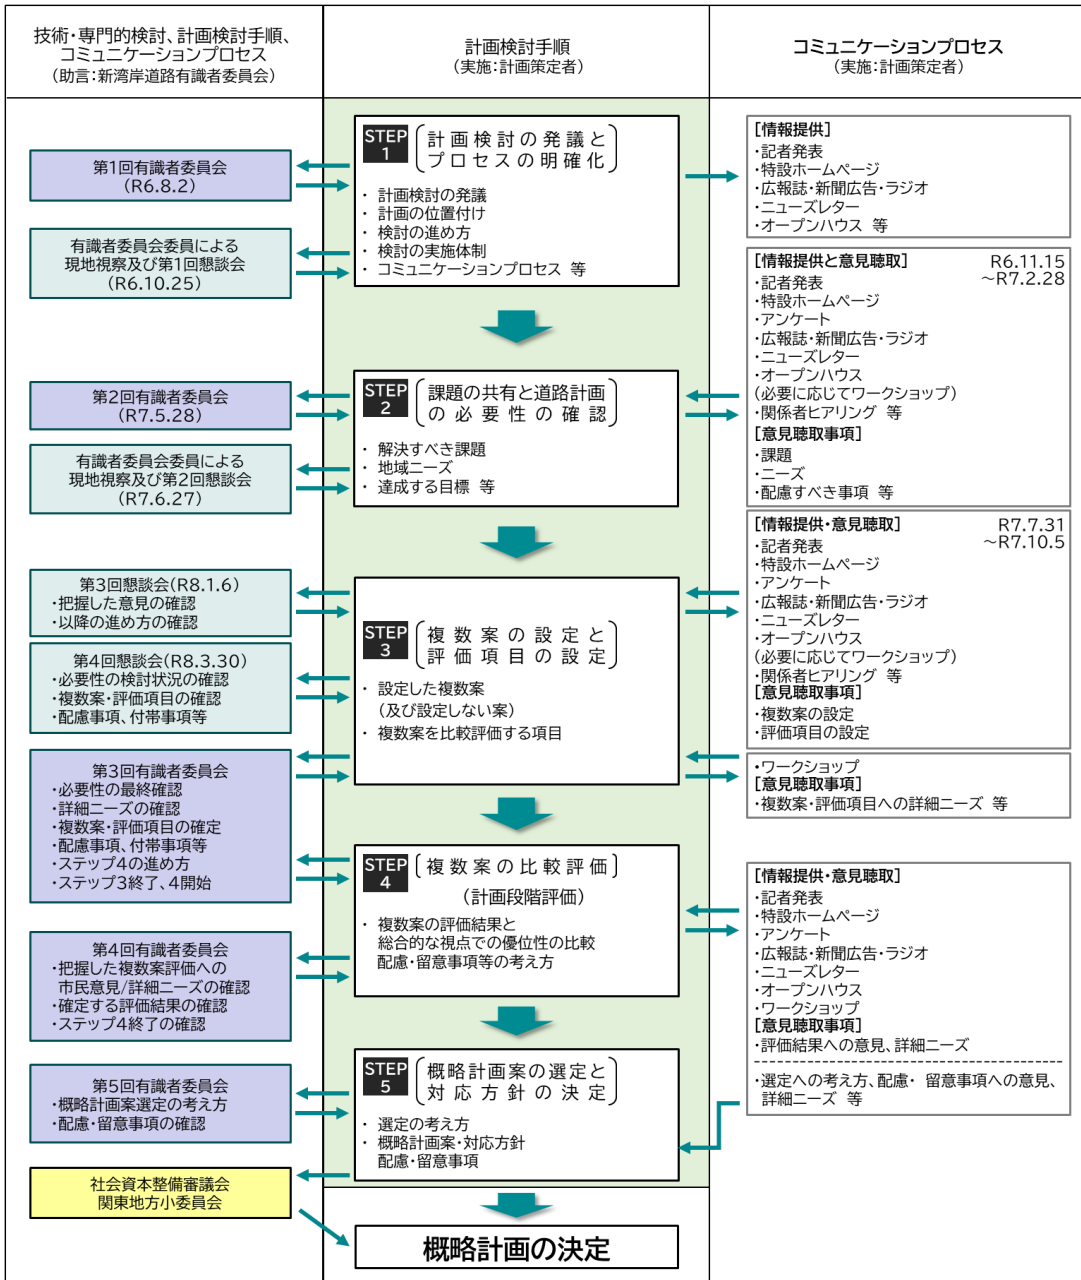 技術・専門的検討、計画検討手順、
コミュニケーションプロセス
（助言：新湾岸道路有識者委員会）
計画検討手順
（実施：計画策定者）
コミュニケーションプロセス
（実施：計画策定者）
第1回有識者委員会
（R6.8.2）
有識者委員会委員による
現地視察及び第1回懇談会
（R6.10.25）
第2回有識者委員会
（R7.5.28）
有識者委員会委員による
現地視察及び第2回懇談会
（R7.6.27）
第3回懇談会(R8.1.6)
・把握した意見の確認
・以降の進め方の確認
第4回懇談会(R8.3.30)
・必要性の検討状況の確認
・複数案・評価項目の確認
・配慮事項、付帯事項等
第3回有識者委員会
・必要性の最終確認
・詳細ニーズの確認
・複数案・評価項目の確定
・配慮事項、付帯事項等
・ステップ4の進め方
・ステップ3終了、4開始
第4回有識者委員会
・把握した複数案評価への
市民意見/詳細ニーズの確認
・確定する評価結果の確認
・ステップ4終了の確認
第5回有識者委員会
・概略計画案選定の考え方
・配慮・留意事項の確認
社会資本整備審議会
関東地方小委員会
STEP
1
計画検討の発議と
プロセスの明確化
・ 計画検討の発議
・ 計画の位置付け
・ 検討の進め方
・ 検討の実施体制
・ コミュニケーションプロセス 等
STEP
2
課題の共有と道路計画
の必要性の確認
・ 解決すべき課題
・ 地域ニーズ
・ 達成する目標 等
STEP
3
複数案の設定と
評価項目の設定
・ 設定した複数案
（及び設定しない案）
・ 複数案を比較評価する項目
STEP
4
複数案の比較評価
（計画段階評価）
・ 複数案の評価結果と
総合的な視点での優位性の比較
配慮・留意事項等の考え方
STEP
5
概略計画案の選定と
対応方針の決定
・ 選定の考え方
・ 概略計画案・対応方針
配慮・留意事項
概略計画の決定
［情報提供］
・記者発表
・特設ホームページ
・広報誌・新聞広告・ラジオ
・ニューズレター
・オープンハウス 等
［情報提供と意見聴取］ R6.11.15
～R7.2.28
・記者発表
・特設ホームページ
・アンケート
・広報誌・新聞広告・ラジオ
・ニューズレター
・オープンハウス
（必要に応じてワークショップ）
・関係者ヒアリング 等
［意見聴取事項］
・課題
・ニーズ
・配慮すべき事項 等
［情報提供・意見聴取］ R7.7.31
～R7.10.5
・記者発表
・特設ホームページ
・アンケート
・広報誌・新聞広告・ラジオ
・ニューズレター
・オープンハウス
（必要に応じてワークショップ）
・関係者ヒアリング 等
［意見聴取事項］
・複数案の設定
・評価項目の設定
・ワークショップ
［意見聴取事項］
・複数案・評価項目への詳細ニーズ 等
［情報提供・意見聴取］
・記者発表
・特設ホームページ
・アンケート
・広報誌・新聞広告・ラジオ
・ニューズレター
・オープンハウス
・ワークショップ
［意見聴取事項］
・評価結果への意見、詳細ニーズ
・選定への考え方、配慮・ 留意事項への意見、
詳細ニーズ 等